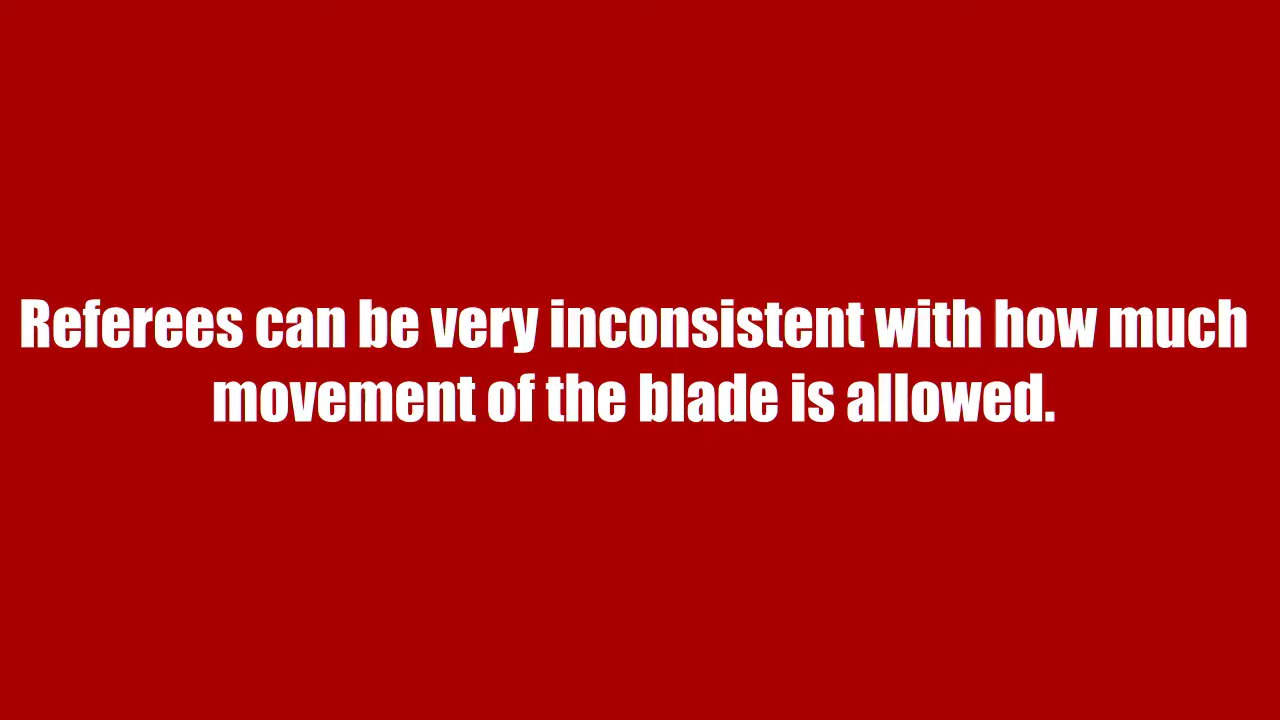 Referees can be very inconsistent with how much
movement of the blade is allowed.